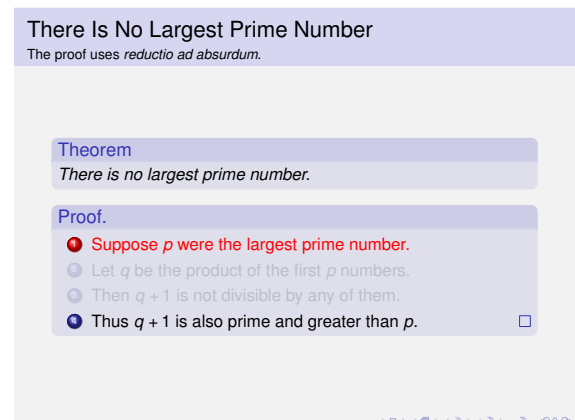 There Is No Largest Prime Number
The proof uses reductio ad absurdum.
Theorem
There is no largest prime number.
Proof.
1 Suppose p were the largest prime number.
2 Let q be the product of the first p numbers.
3 Then q + 1 is not divisible by any of them.
4 Thus q + 1 is also prime and greater than p.